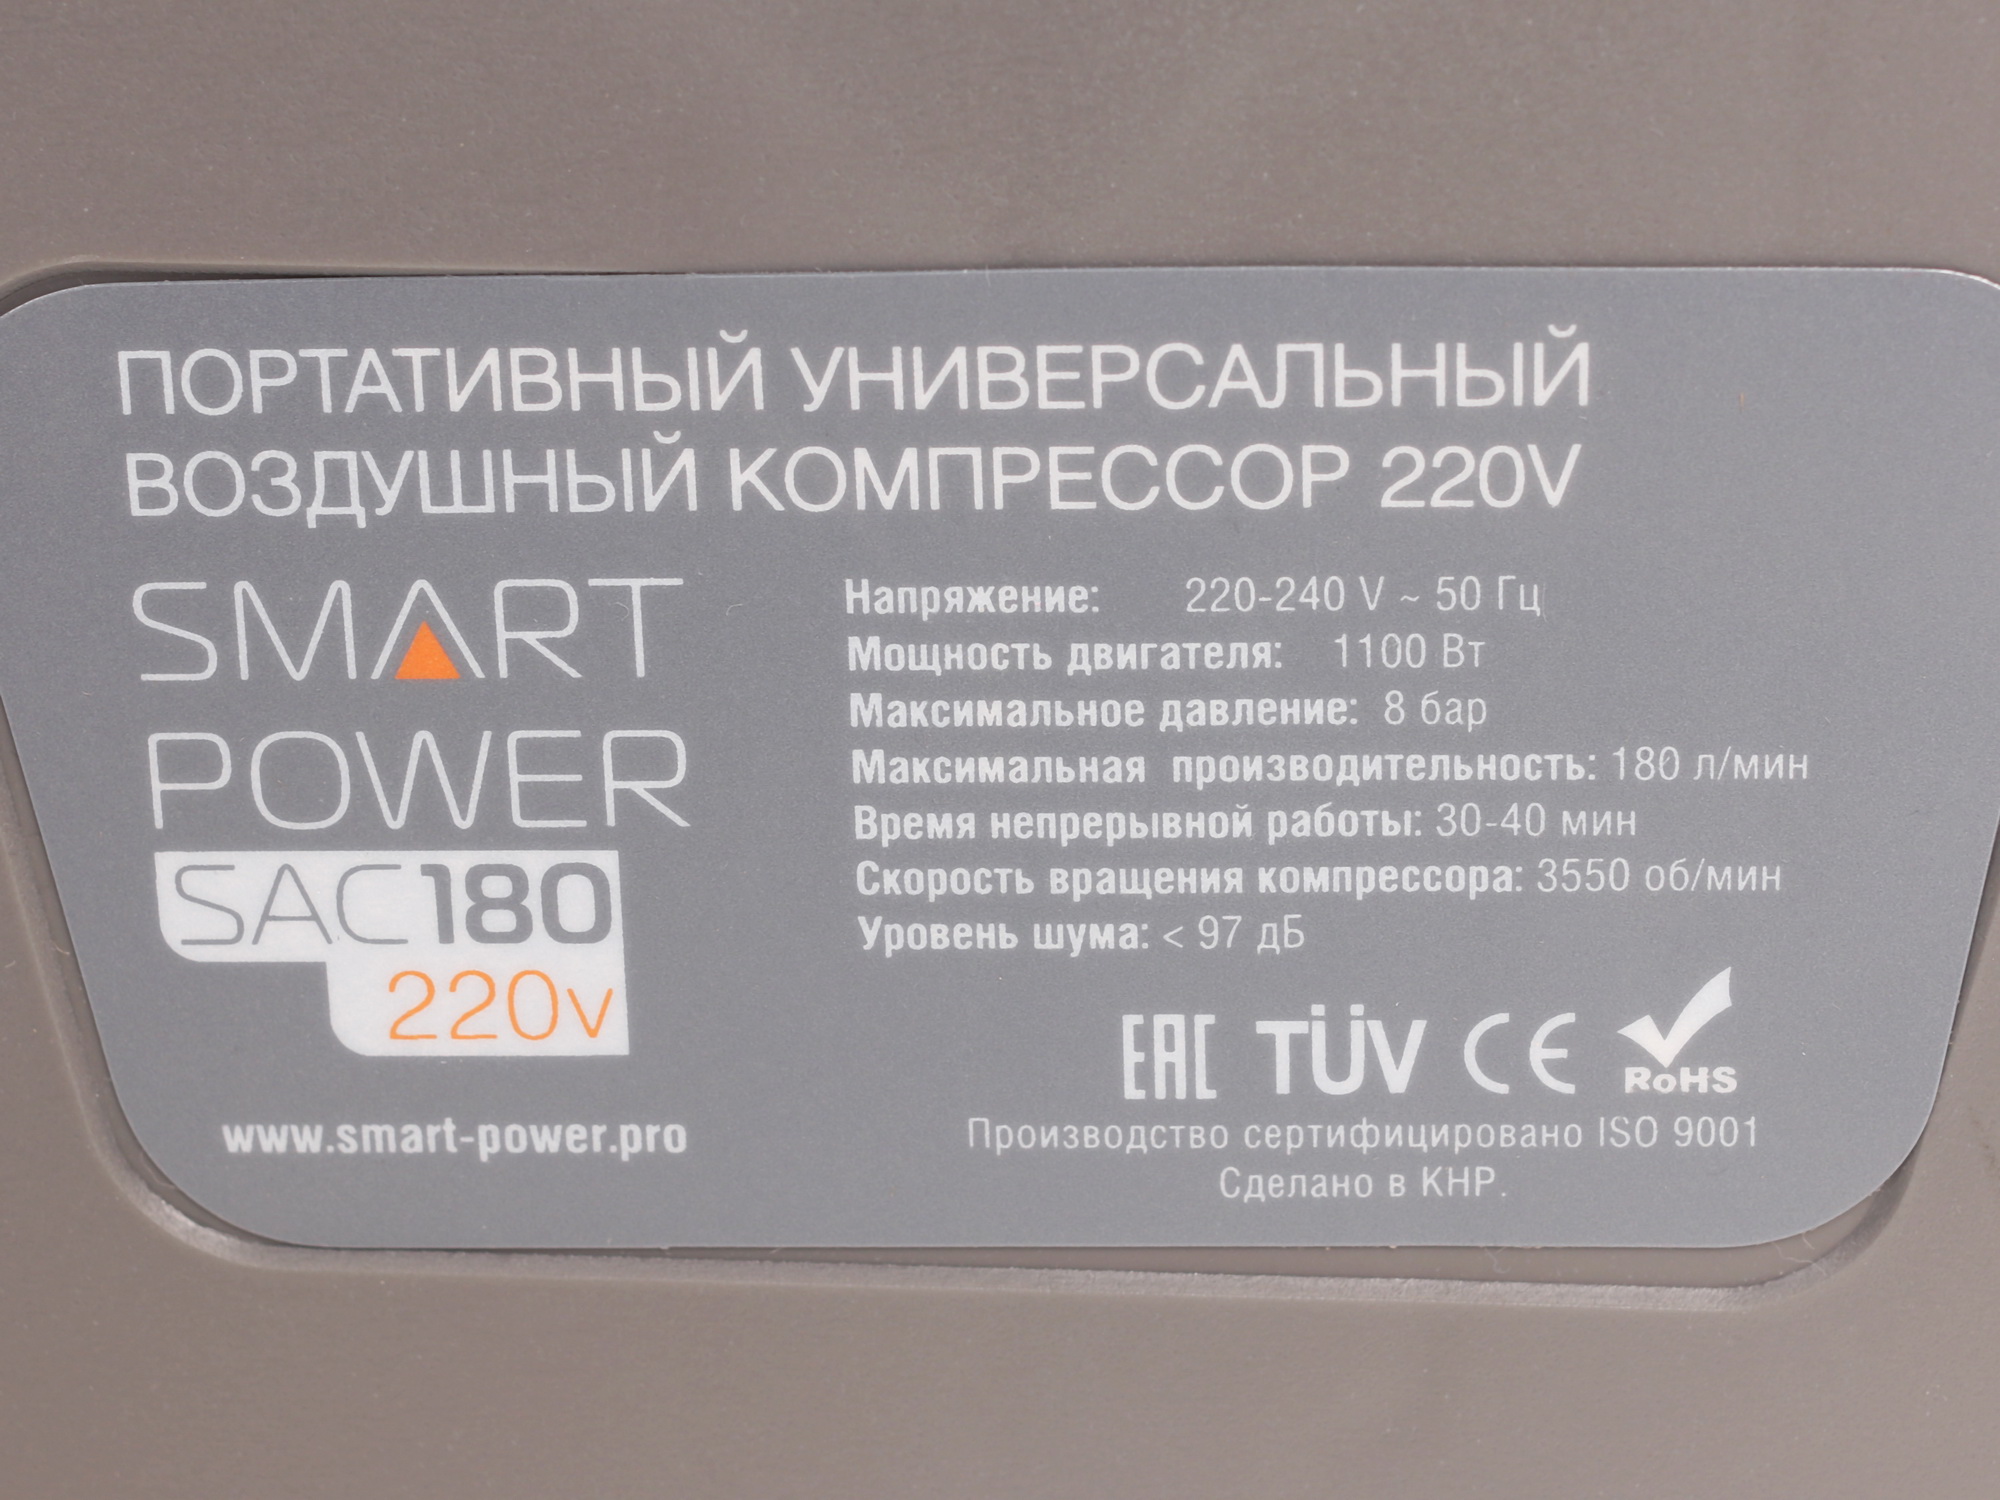 ПОРТАТИВНЫЙ УНИВЕРСАЛЬНЫЙ
ВОЗДУШНЫЙ КОМПРЕССОР 220V
SMART
POWER
SAC180
220v
www.smart-power.pro
Напряжение: 220-240 V ~ 50 Гц
Мощность двигателя: 1100 Вт
Максимальное давление: 8 бар
Максимальная производительность: 180 л/мин
Время непрерывной работы: 30-40 мин
Скорость вращения компрессора: 3550 об/мин
Уровень шума: < 97 дБ
EAC TÜV CE RoHS
Производство сертифицировано ISO 9001
Сделано в КНР.